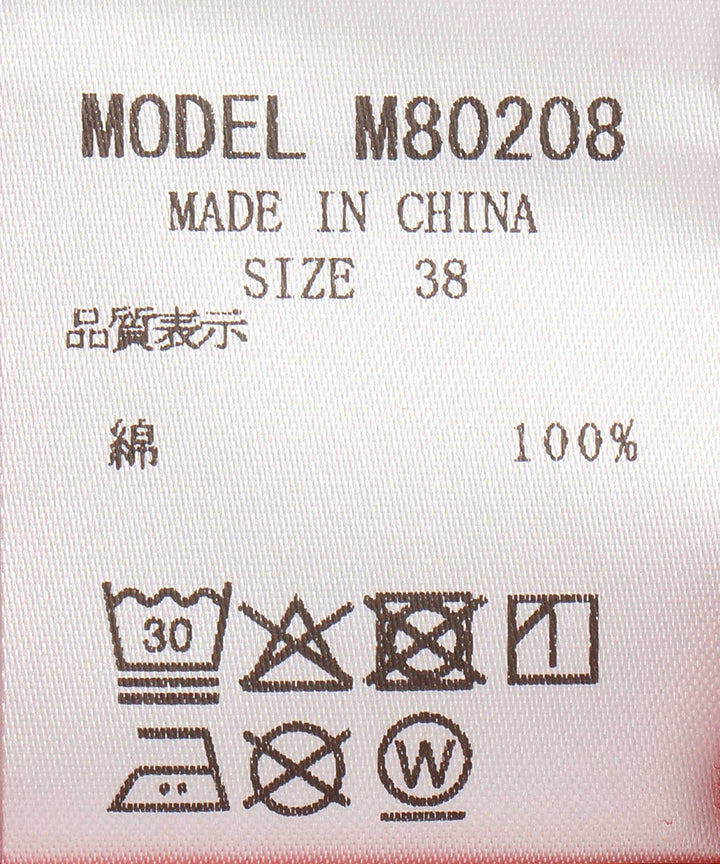 MODEL M80208
MADE IN CHINA
SIZE 38
品質表示
綿 100%
30
W